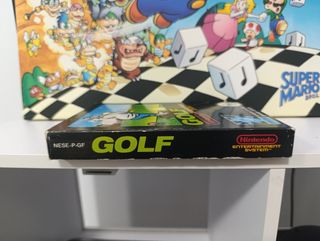 SUPER
MARIO
NESE-P-GF
GOLF
Nintendo
ENTERTAINMENT
SYSTEM